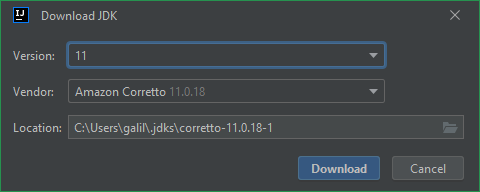 IJ
Download JDK
Version: 11
Vendor: Amazon Corretto 11.0.18
Location: C:\Users\galil\.jdks\corretto-11.0.18-1
Download Cancel